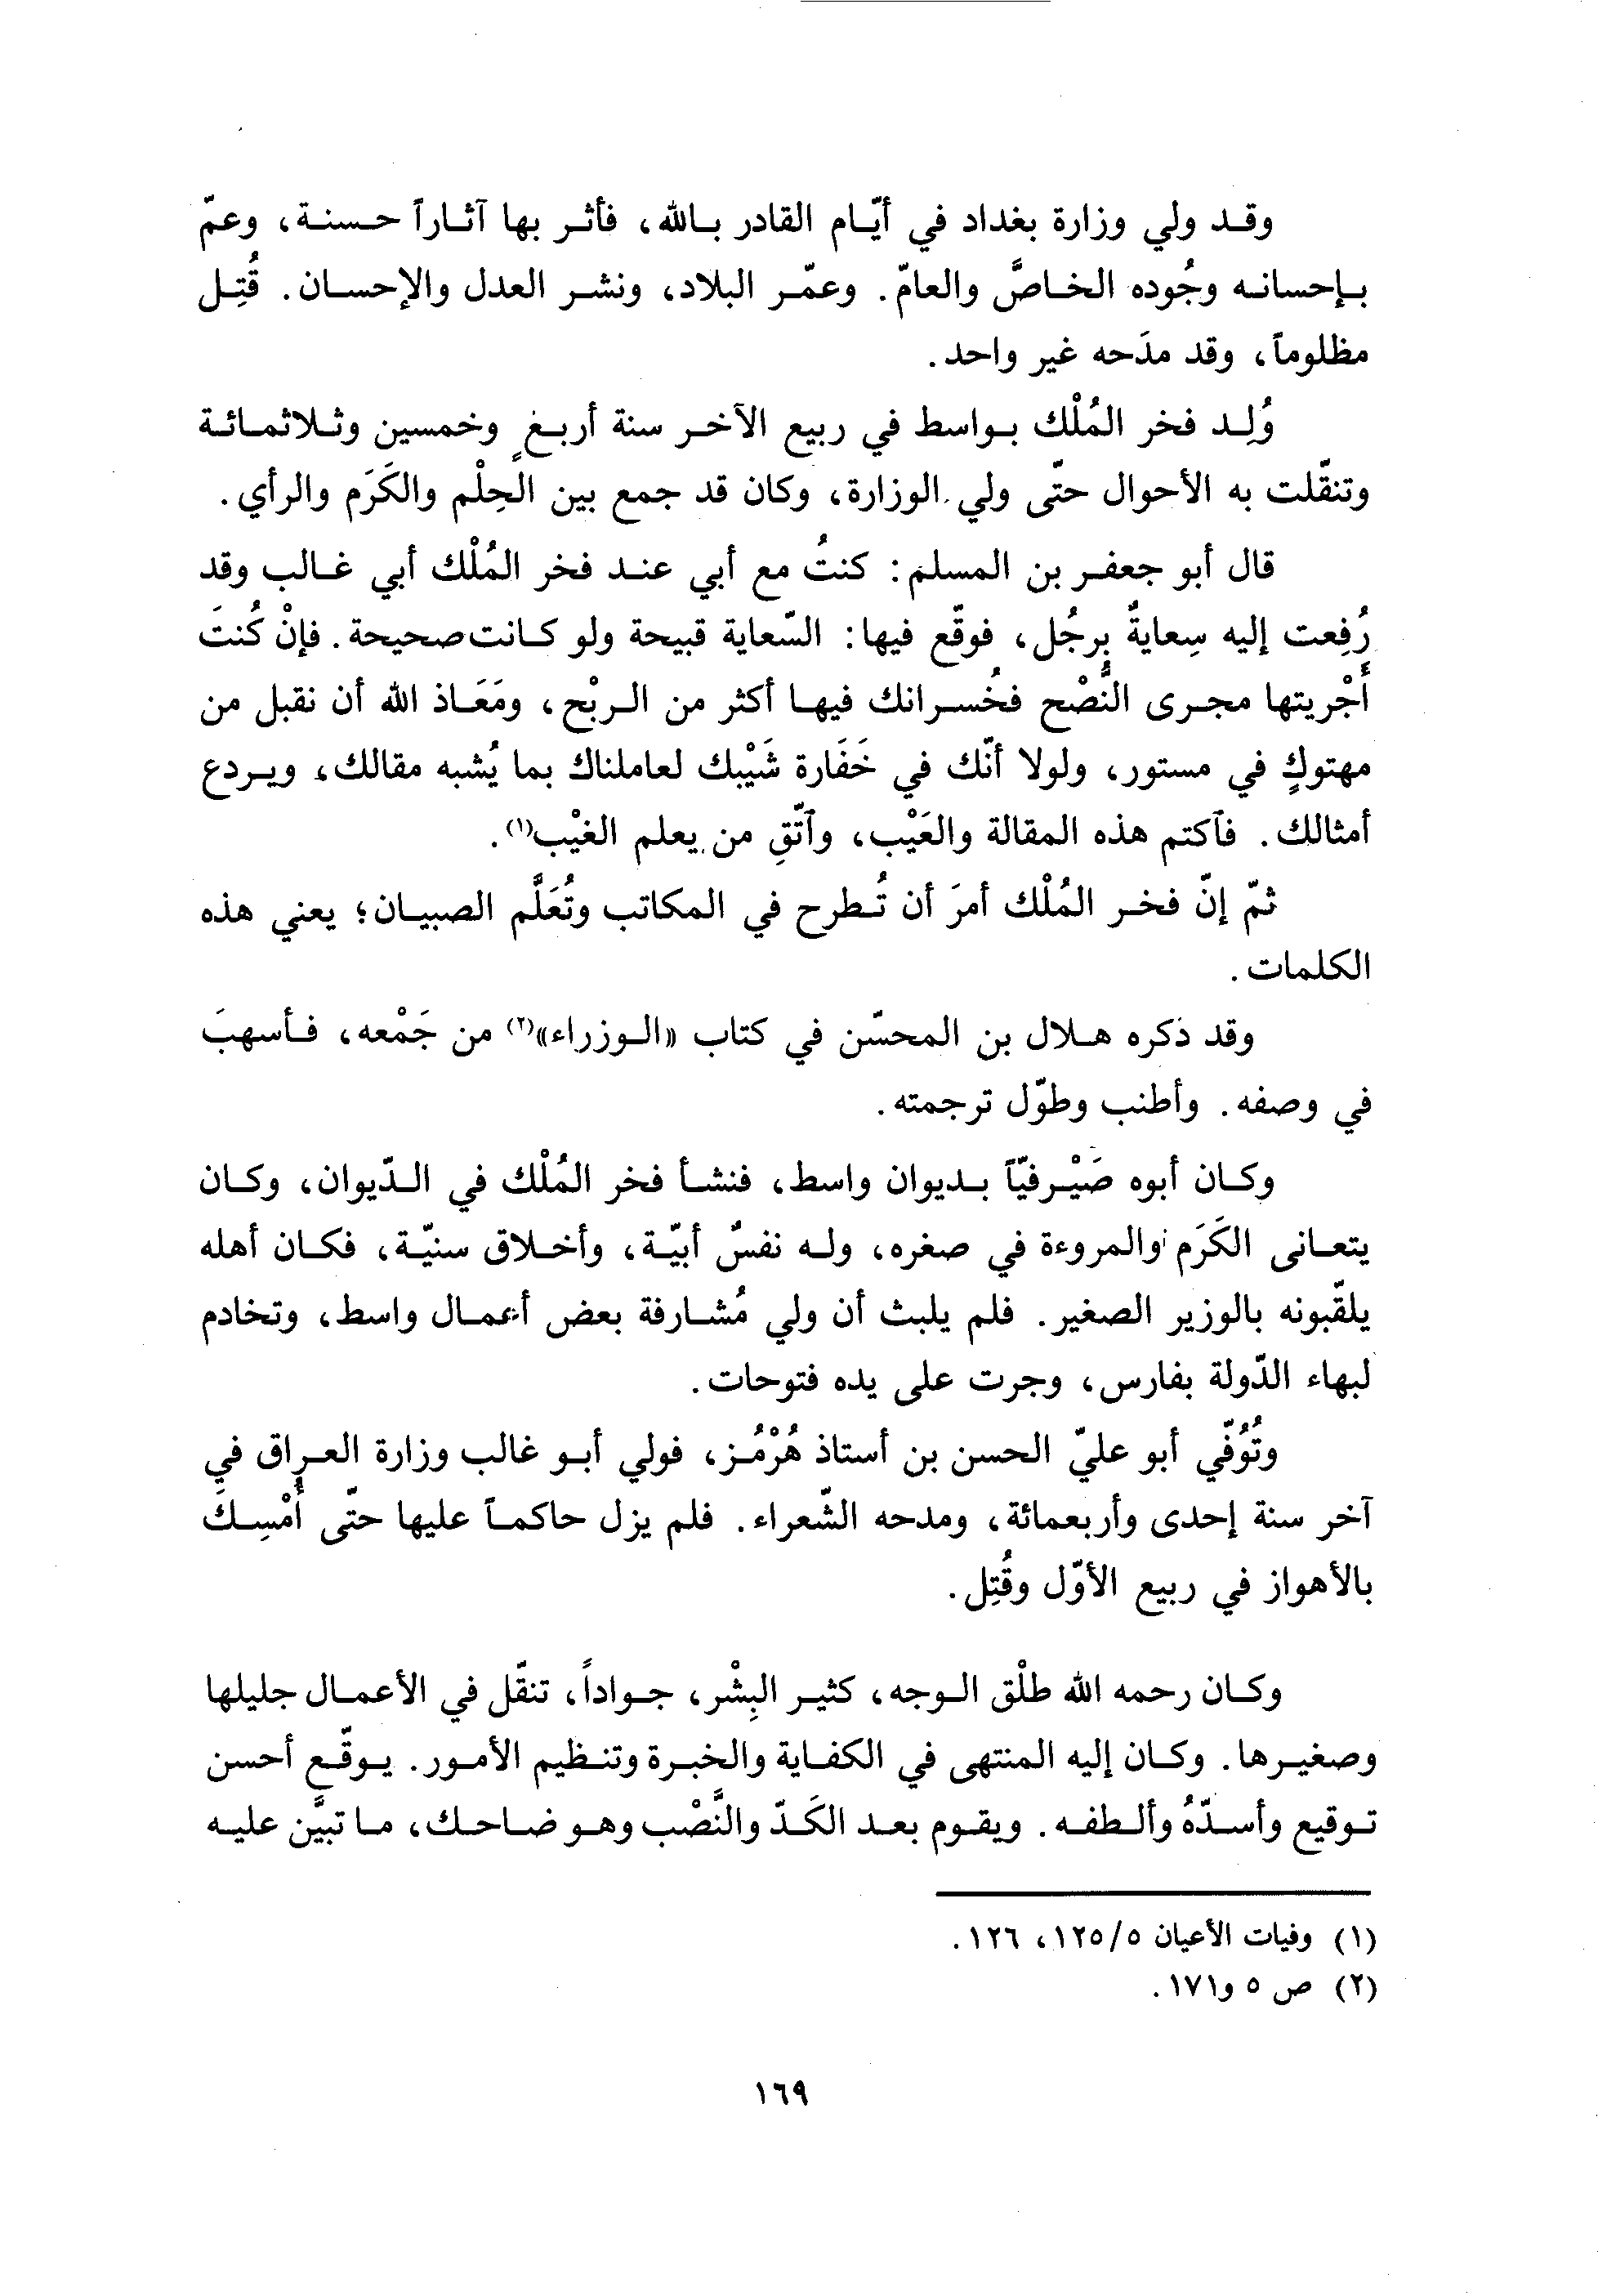 وقد ولي وزارة بغداد في أيّام القادر بالله، فأثر بها آثاراً حسنة، وعمّ
بإحسانه وجُوده الخاصَّ والعامّ. وعمّر البلاد، ونشر العدل والإحسان. قُتِل
مظلوماً، وقد مدَحه غير واحد.
وُلِد فخر المُلْك بواسط في ربيع الآخر سنة أربعٍ وخمسين وثلاثمائة
وتنقّلت به الأحوال حتّى ولي الوزارة، وكان قد جمع بين الحِلْم والكَرَم والرأي.
قال أبو جعفر بن المسلم: كنتُ مع أبي عند فخر المُلْك أبي غالب وقد
رُفِعت إليه سِعايةٌ برجُل، فوقّع فيها: السّعاية قبيحة ولو كانت صحيحة. فإنْ كُنتَ
أَجْريتها مجرى النُّصْح فخُسرانك فيها أكثر من الربْح، ومَعَاذ الله أن نقبل من
مهتوكٍ في مستور، ولولا أنّك في خَفَارة شَيْبك لعاملناك بما يُشبه مقالك، ويردع
أمثالك. فٱكتم هذه المقالة والعَيْب، وٱتّقِ من يعلم الغيْب(١).
ثمّ إنّ فخر المُلْك أمرَ أن تُطرح في المكاتب وتُعَلَّم الصبيان؛ يعني هذه
الكلمات.
وقد ذكره هلال بن المحسّن في كتاب «الوزراء»(٢) من جَمْعه، فأسهبَ
في وصفه. وأطنب وطوّل ترجمته.
وكان أبوه صَيْرفيّاً بديوان واسط، فنشأ فخر المُلْك في الدّيوان، وكان
يتعانى الكَرَم والمروءة في صغره، وله نفسٌ أبيّة، وأخلاق سنيّة، فكان أهله
يلقّبونه بالوزير الصغير. فلم يلبث أن ولي مُشارفة بعض أعمال واسط، وتخادم
لبهاء الدّولة بفارس، وجرت على يده فتوحات.
وتُوُفّي أبو عليّ الحسن بن أستاذ هُرْمُز، فولي أبو غالب وزارة العراق في
آخر سنة إحدى وأربعمائة، ومدحه الشّعراء. فلم يزل حاكماً عليها حتّى أُمْسِك
بالأهواز في ربيع الأوّل وقُتِل.
وكان رحمه الله طلْق الوجه، كثير البِشْر، جواداً، تنقّل في الأعمال جليلها
وصغيرها. وكان إليه المنتهى في الكفاية والخبرة وتنظيم الأمور. يوقّع أحسن
توقيع وأسدّهُ وألطفه. ويقوم بعد الكَدّ والنَّصْب وهو ضاحك، ما تبيَّن عليه
(١) وفيات الأعيان ٥/١٢٥، ١٢٦.
(٢) ص ٥ و١٧١.
١٦٩